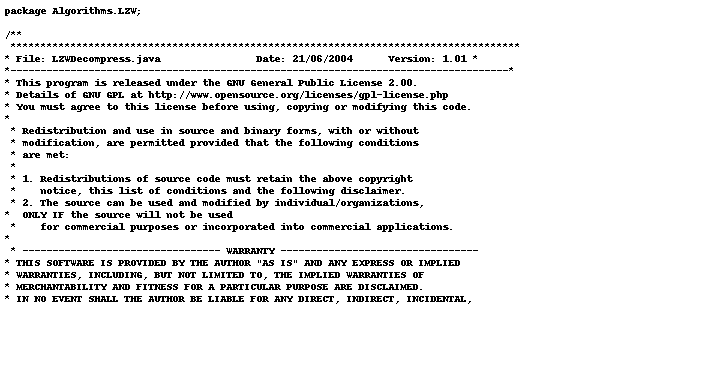 package Algorithms.LZW;

/**
 *************************************************************************************
* File: LZWDecompress.java                Date: 21/06/2004      Version: 1.01 *
*-----------------------------------------------------------------------------------*
* This program is released under the GNU General Public License 2.00.
* Details of GNU GPL at http://www.opensource.org/licenses/gpl-license.php
* You must agree to this license before using, copying or modifying this code.
*
 * Redistribution and use in source and binary forms, with or without
 * modification, are permitted provided that the following conditions
 * are met:
 *
 * 1. Redistributions of source code must retain the above copyright
 *    notice, this list of conditions and the following disclaimer.
 * 2. The source can be used and modified by individual/organizations,
*  ONLY IF the source will not be used
 *    for commercial purposes or incorporated into commercial applications.
*
 * --------------------------------- WARRANTY ---------------------------------
* THIS SOFTWARE IS PROVIDED BY THE AUTHOR "AS IS" AND ANY EXPRESS OR IMPLIED
* WARRANTIES, INCLUDING, BUT NOT LIMITED TO, THE IMPLIED WARRANTIES OF
* MERCHANTABILITY AND FITNESS FOR A PARTICULAR PURPOSE ARE DISCLAIMED.
* IN NO EVENT SHALL THE AUTHOR BE LIABLE FOR ANY DIRECT, INDIRECT, INCIDENTAL,